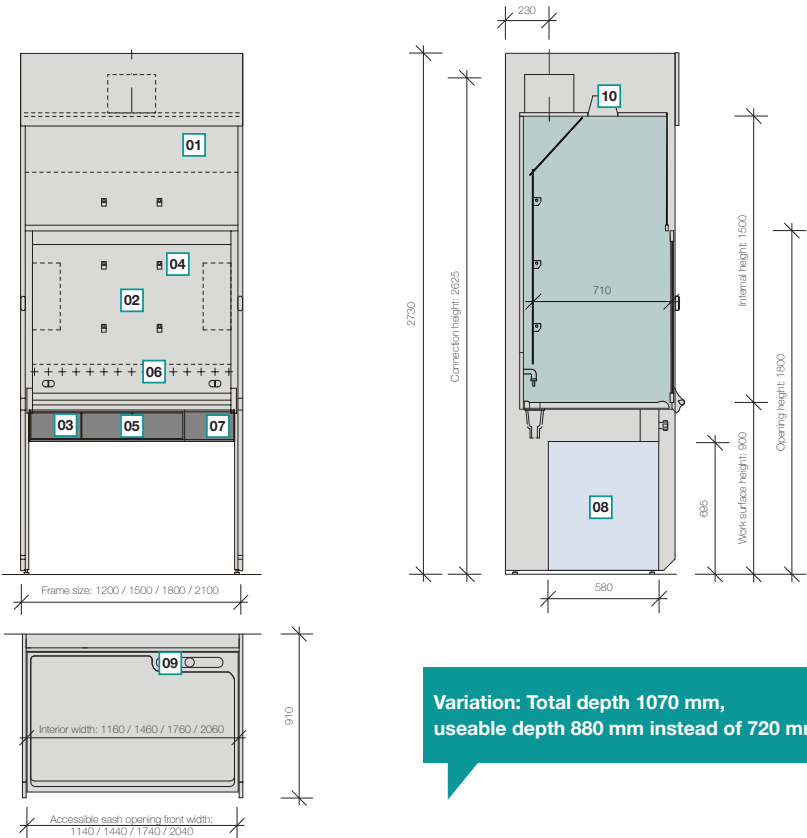 230
10
01
04
02
06
03
05
07
2730
Connection height: 2625
710
Internal height: 1500
Opening height: 1800
Work surface height: 900
695
08
580
Frame size: 1200 / 1500 / 1800 / 2100
09
Interior width: 1160 / 1460 / 1760 / 2060
910
Accessible sash opening front width:
1140 / 1440 / 1740 / 2040
Variation: Total depth 1070 mm,
useable depth 880 mm instead of 720 m